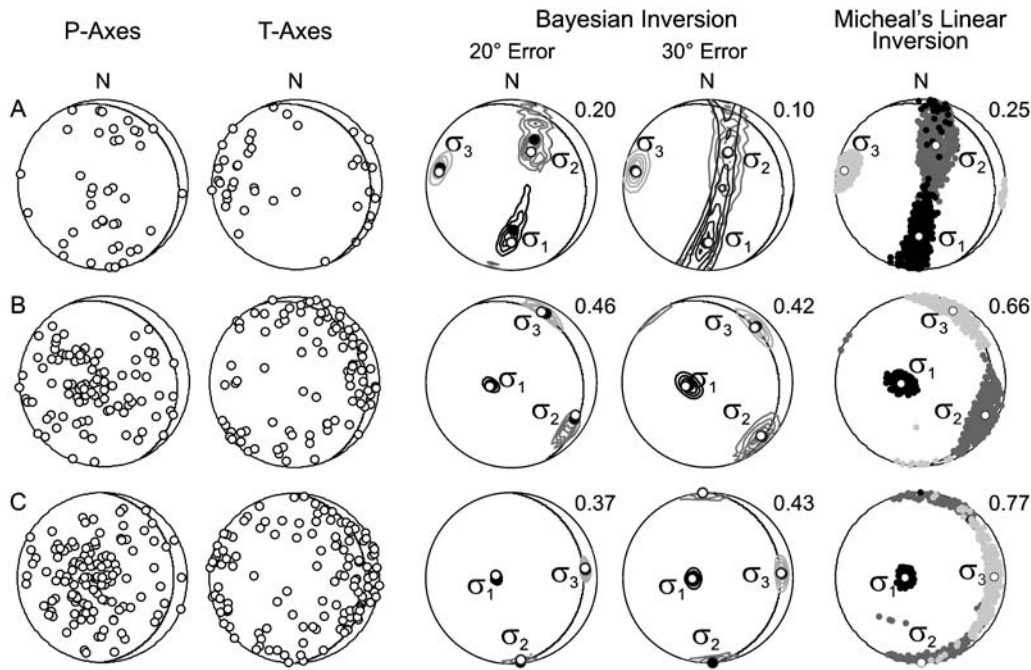 P-Axes T-Axes Bayesian Inversion Micheal's Linear Inversion
20° Error 30° Error
N N N N N
A 0.20 0.10 0.25
σ3 σ2 σ1 σ3 σ2 σ1 σ3 σ2 σ1
B 0.46 0.42 0.66
σ3 σ1 σ2 σ3 σ1 σ2 σ3 σ1 σ2
C 0.37 0.43 0.77
σ1 σ3 σ2 σ1 σ3 σ2 σ1 σ3 σ2